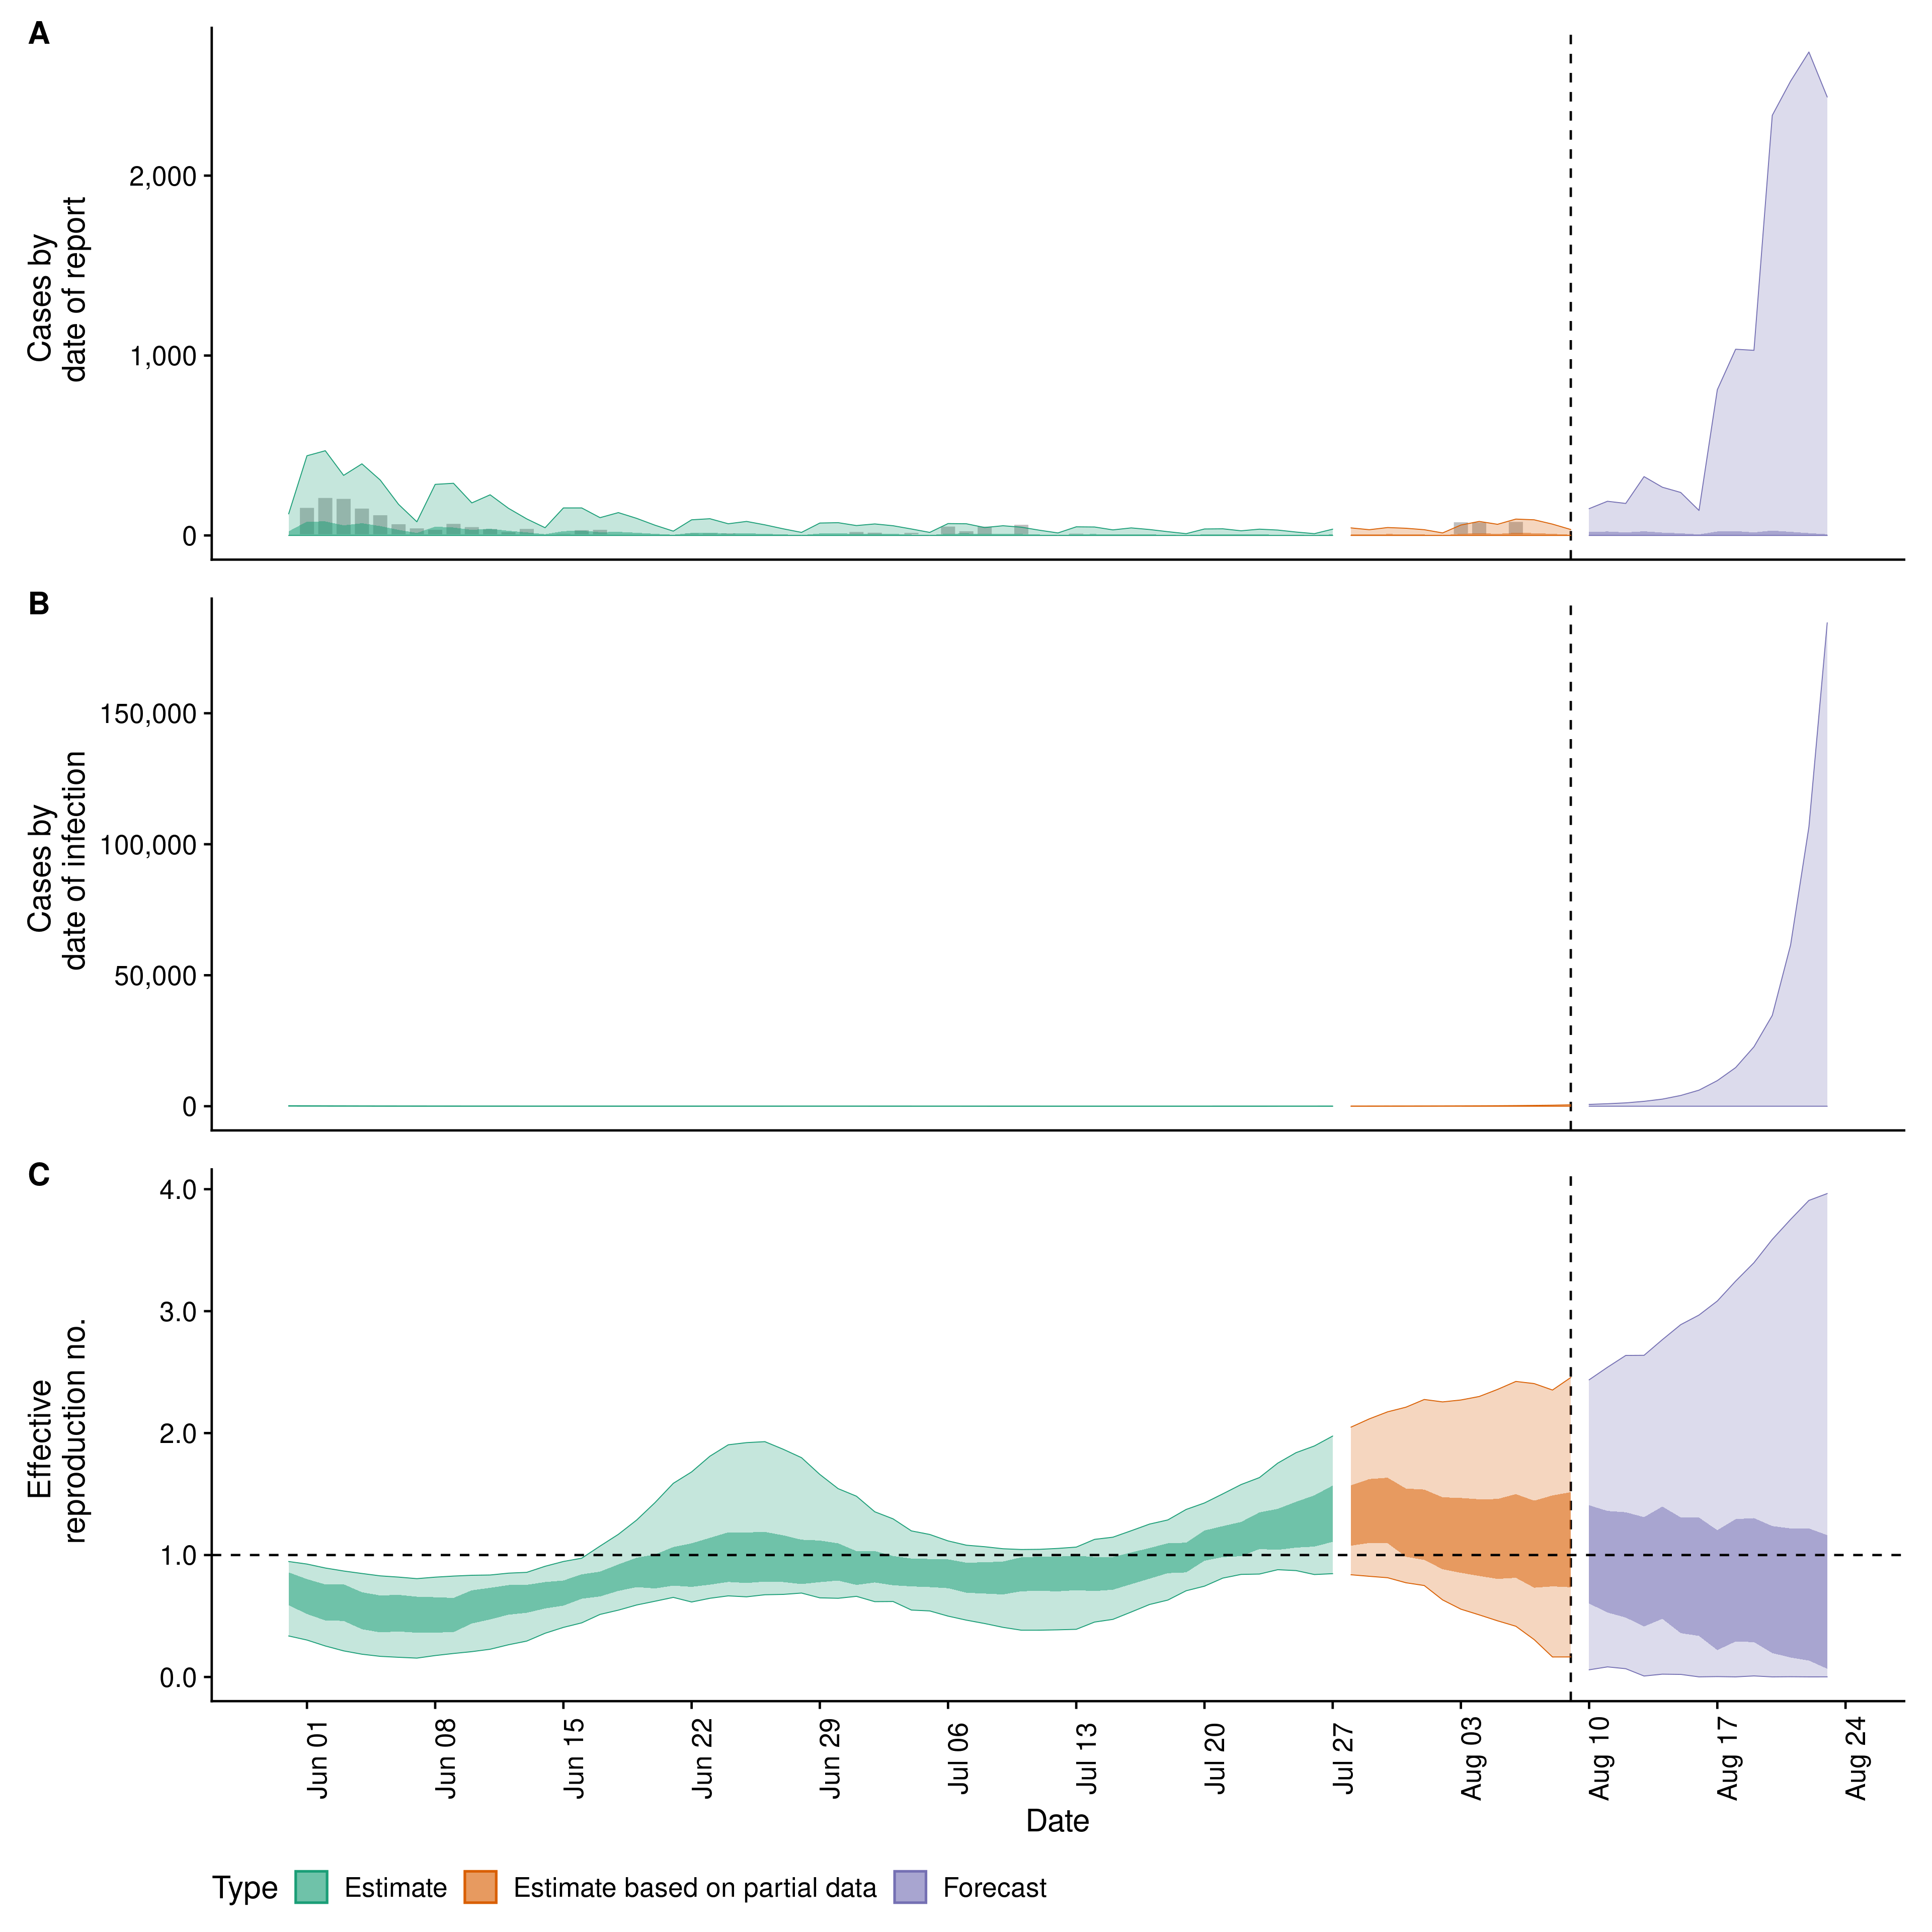 A
Cases by
date of report
2,000
1,000
0
B
Cases by
date of infection
150,000
100,000
50,000
0
C
Effective
reproduction no.
4.0
3.0
2.0
1.0
0.0
Jun 01
Jun 08
Jun 15
Jun 22
Jun 29
Jul 06
Jul 13
Jul 20
Jul 27
Aug 03
Aug 10
Aug 17
Aug 24
Date
Type Estimate Estimate based on partial data Forecast